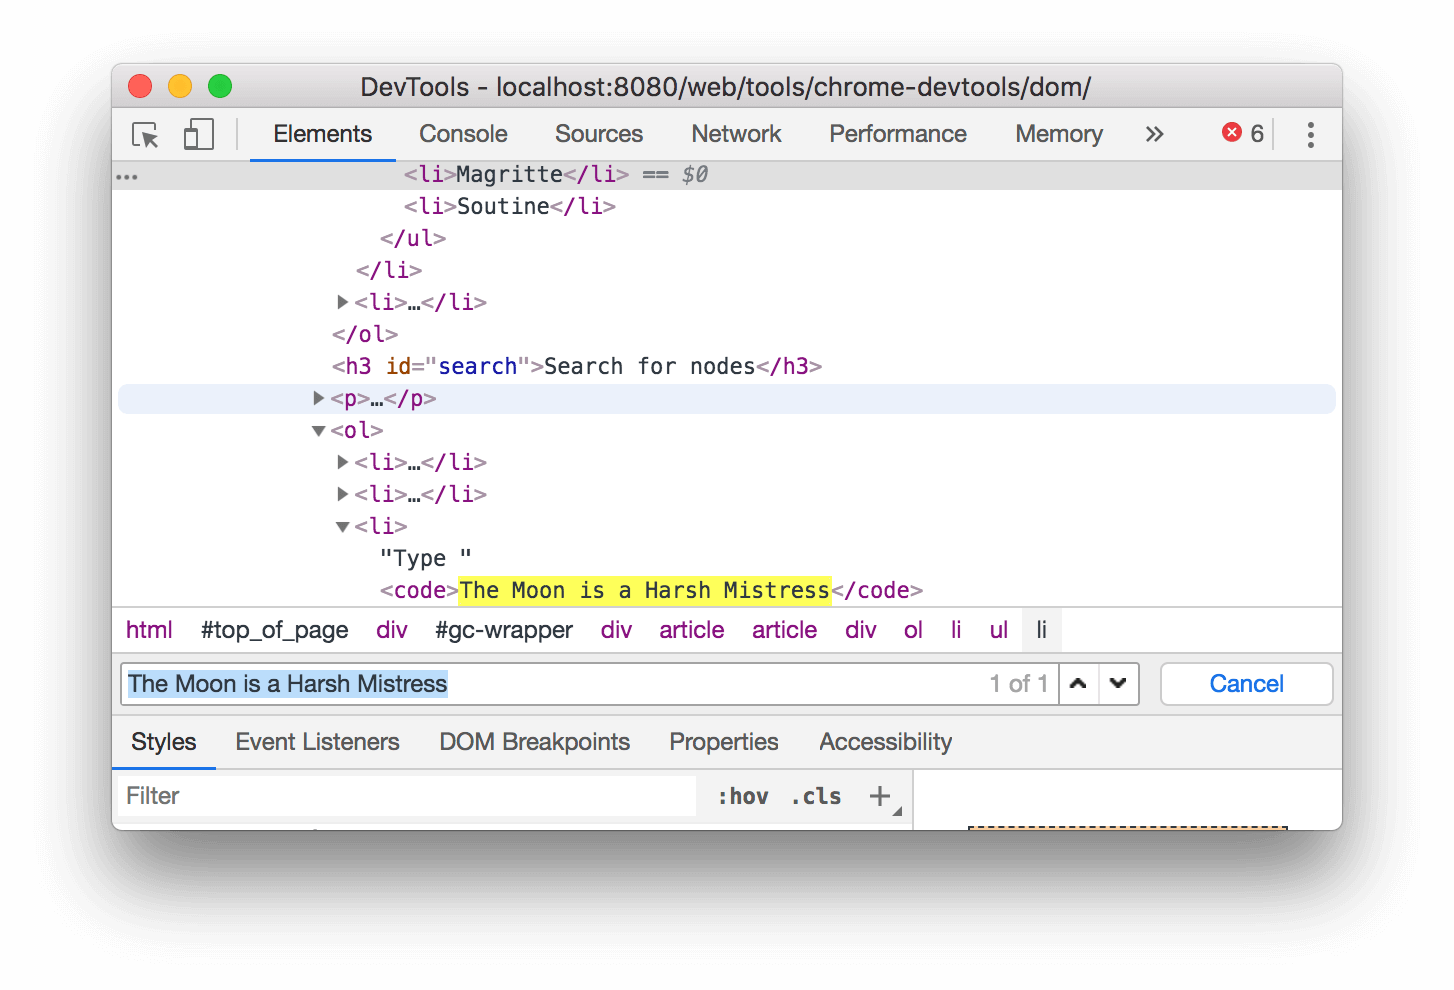 DevTools - localhost:8080/web/tools/chrome-devtools/dom/
Elements Console Sources Network Performance Memory » 6
… <li>Magritte</li> == $0
<li>Soutine</li>
</ul>
</li>
<li>…</li>
</ol>
<h3 id="search">Search for nodes</h3>
<p>…</p>
<ol>
<li>…</li>
<li>…</li>
<li>
"Type "
<code>The Moon is a Harsh Mistress</code>
html #top_of_page div #gc-wrapper div article article div ol li ul li
The Moon is a Harsh Mistress 1 of 1 Cancel
Styles Event Listeners DOM Breakpoints Properties Accessibility
Filter :hov .cls +